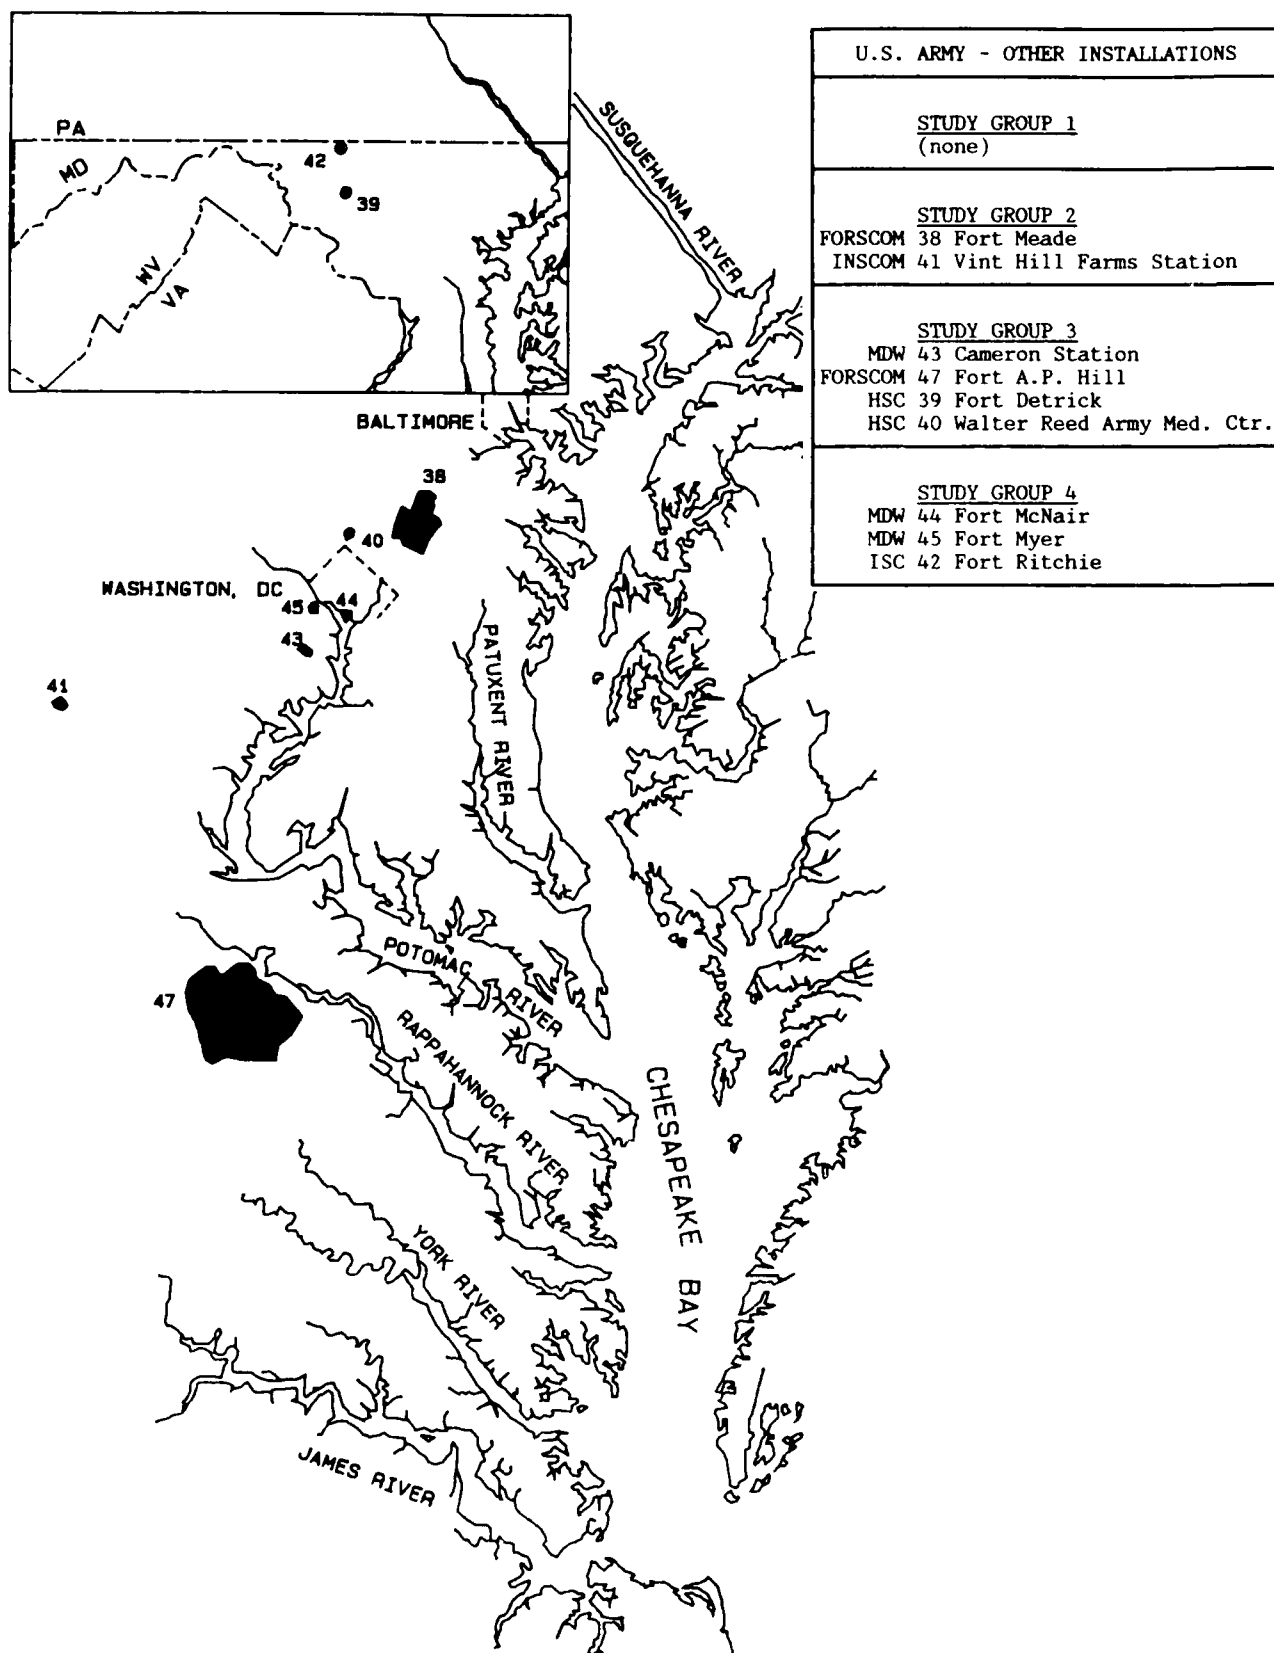 U.S. ARMY - OTHER INSTALLATIONS
STUDY GROUP 1
(none)
STUDY GROUP 2
FORSCOM 38 Fort Meade
INSCOM 41 Vint Hill Farms Station
STUDY GROUP 3
MDW 43 Cameron Station
FORSCOM 47 Fort A.P. Hill
HSC 39 Fort Detrick
HSC 40 Walter Reed Army Med. Ctr.
STUDY GROUP 4
MDW 44 Fort McNair
MDW 45 Fort Myer
ISC 42 Fort Ritchie
PA
MD
42
39
WV
VA
SUSQUEHANNA RIVER
BALTIMORE
38
40
WASHINGTON, DC
45
44
43
41
PATUXENT RIVER
POTOMAC RIVER
47
RAPPAHANNOCK RIVER
CHESAPEAKE BAY
YORK RIVER
JAMES RIVER